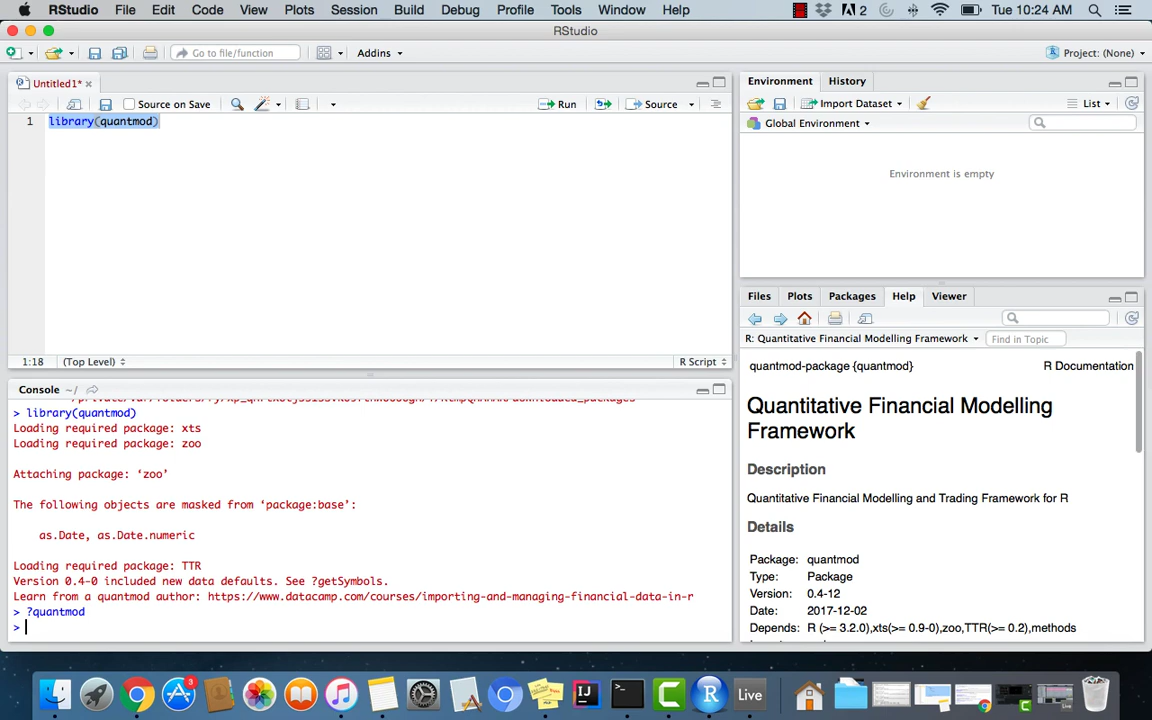 RStudio File Edit Code View Plots Session Build Debug Profile Tools Window Help 2 Tue 10:24 AM
RStudio
Go to file/function Addins Project: (None)
Untitled1*
Source on Save Run Source
1 library(quantmod)
1:18 (Top Level) R Script
Console ~/
> library(quantmod)
Loading required package: xts
Loading required package: zoo
Attaching package: ‘zoo’
The following objects are masked from ‘package:base’:
as.Date, as.Date.numeric
Loading required package: TTR
Version 0.4-0 included new data defaults. See ?getSymbols.
Learn from a quantmod author: https://www.datacamp.com/courses/importing-and-managing-financial-data-in-r
> ?quantmod
>
Environment History
Import Dataset List
Global Environment
Environment is empty
Files Plots Packages Help Viewer
R: Quantitative Financial Modelling Framework Find in Topic
quantmod-package {quantmod} R Documentation
Quantitative Financial Modelling
Framework
Description
Quantitative Financial Modelling and Trading Framework for R
Details
Package: quantmod
Type: Package
Version: 0.4-12
Date: 2017-12-02
Depends: R (>= 3.2.0),xts(>= 0.9-0),zoo,TTR(>= 0.2),methods
3
Live